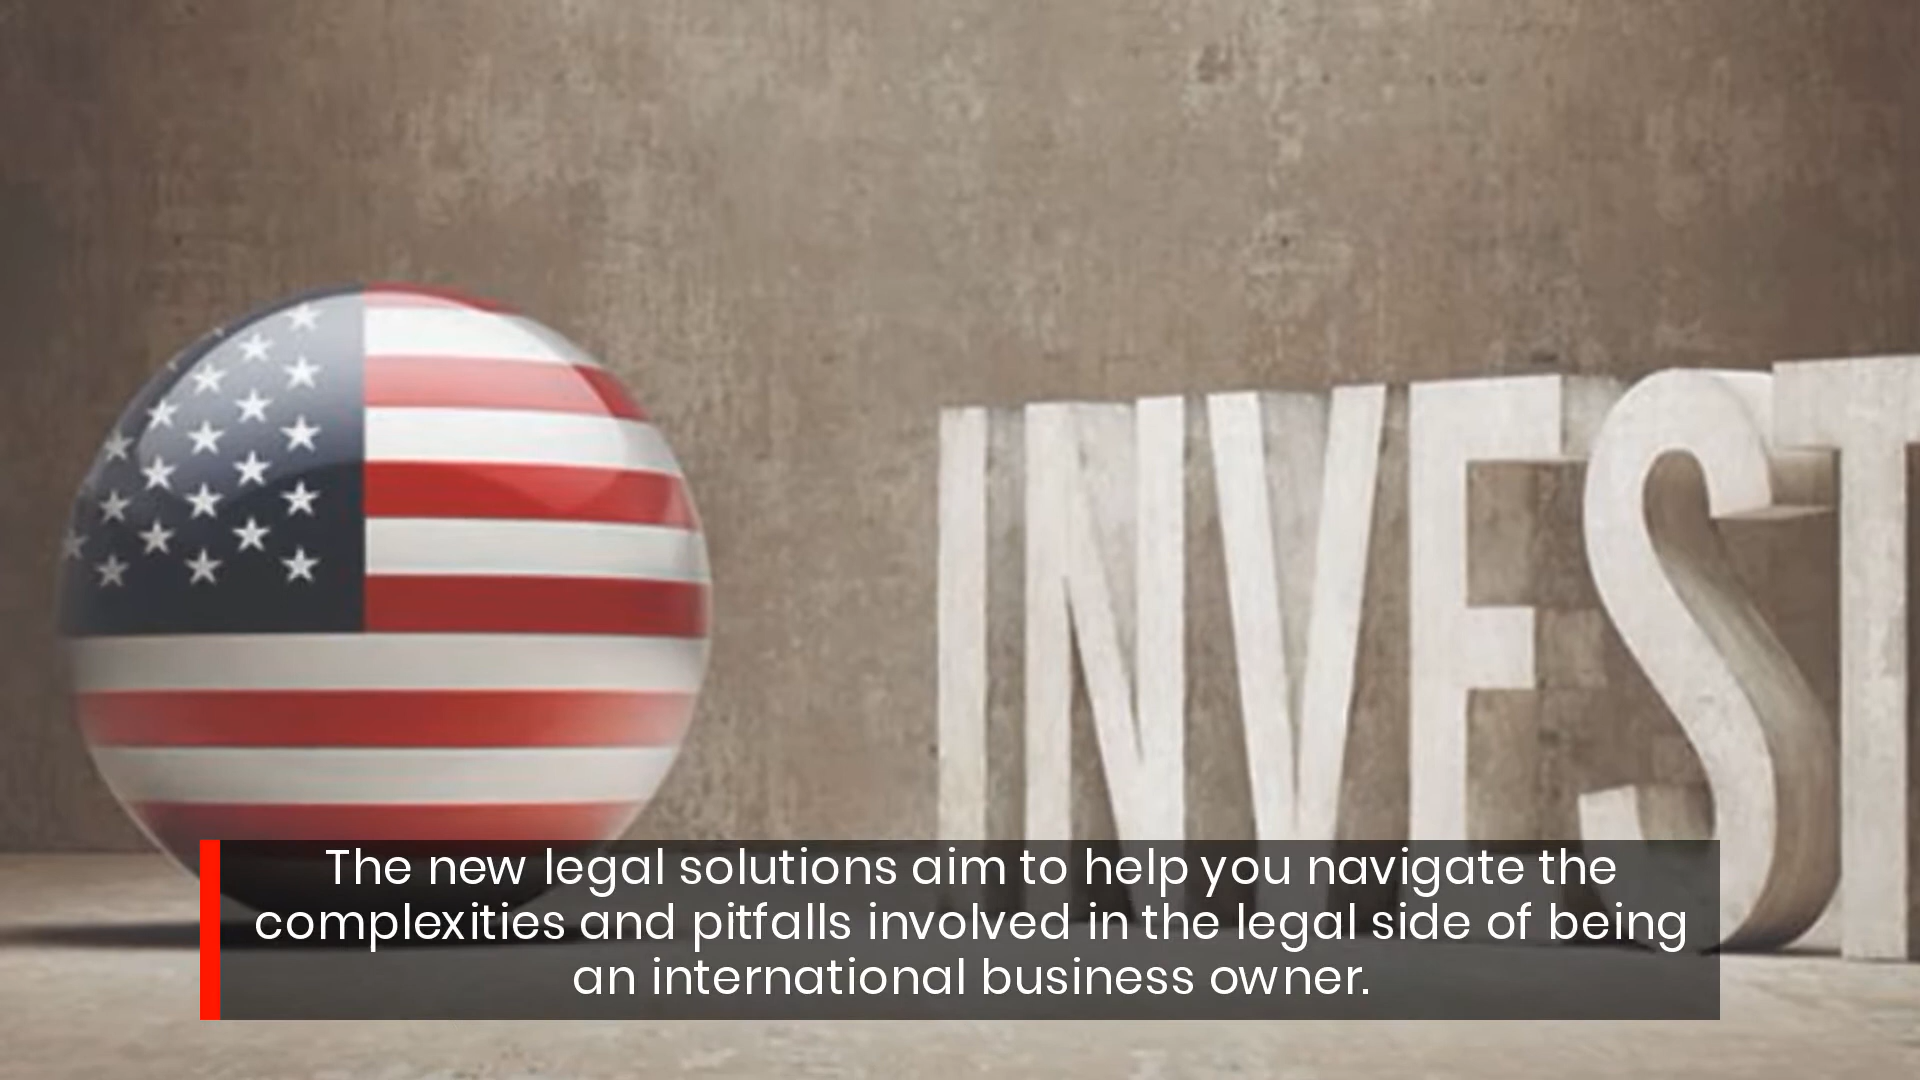 INVEST
The new legal solutions aim to help you navigate the
complexities and pitfalls involved in the legal side of being
an international business owner.